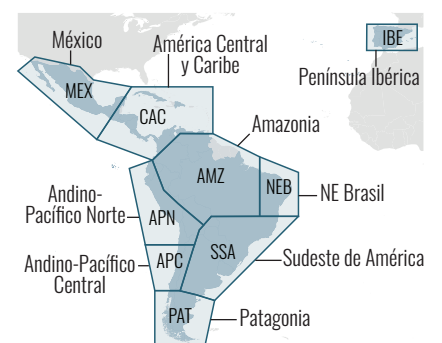 México
América Central
y Caribe
IBE
Península Ibérica
MEX
CAC
Amazonia
AMZ
NEB
NE Brasil
Andino-
Pacífico Norte
APN
Andino-Pacífico
Central
APC
SSA
Sudeste de América
PAT
Patagonia